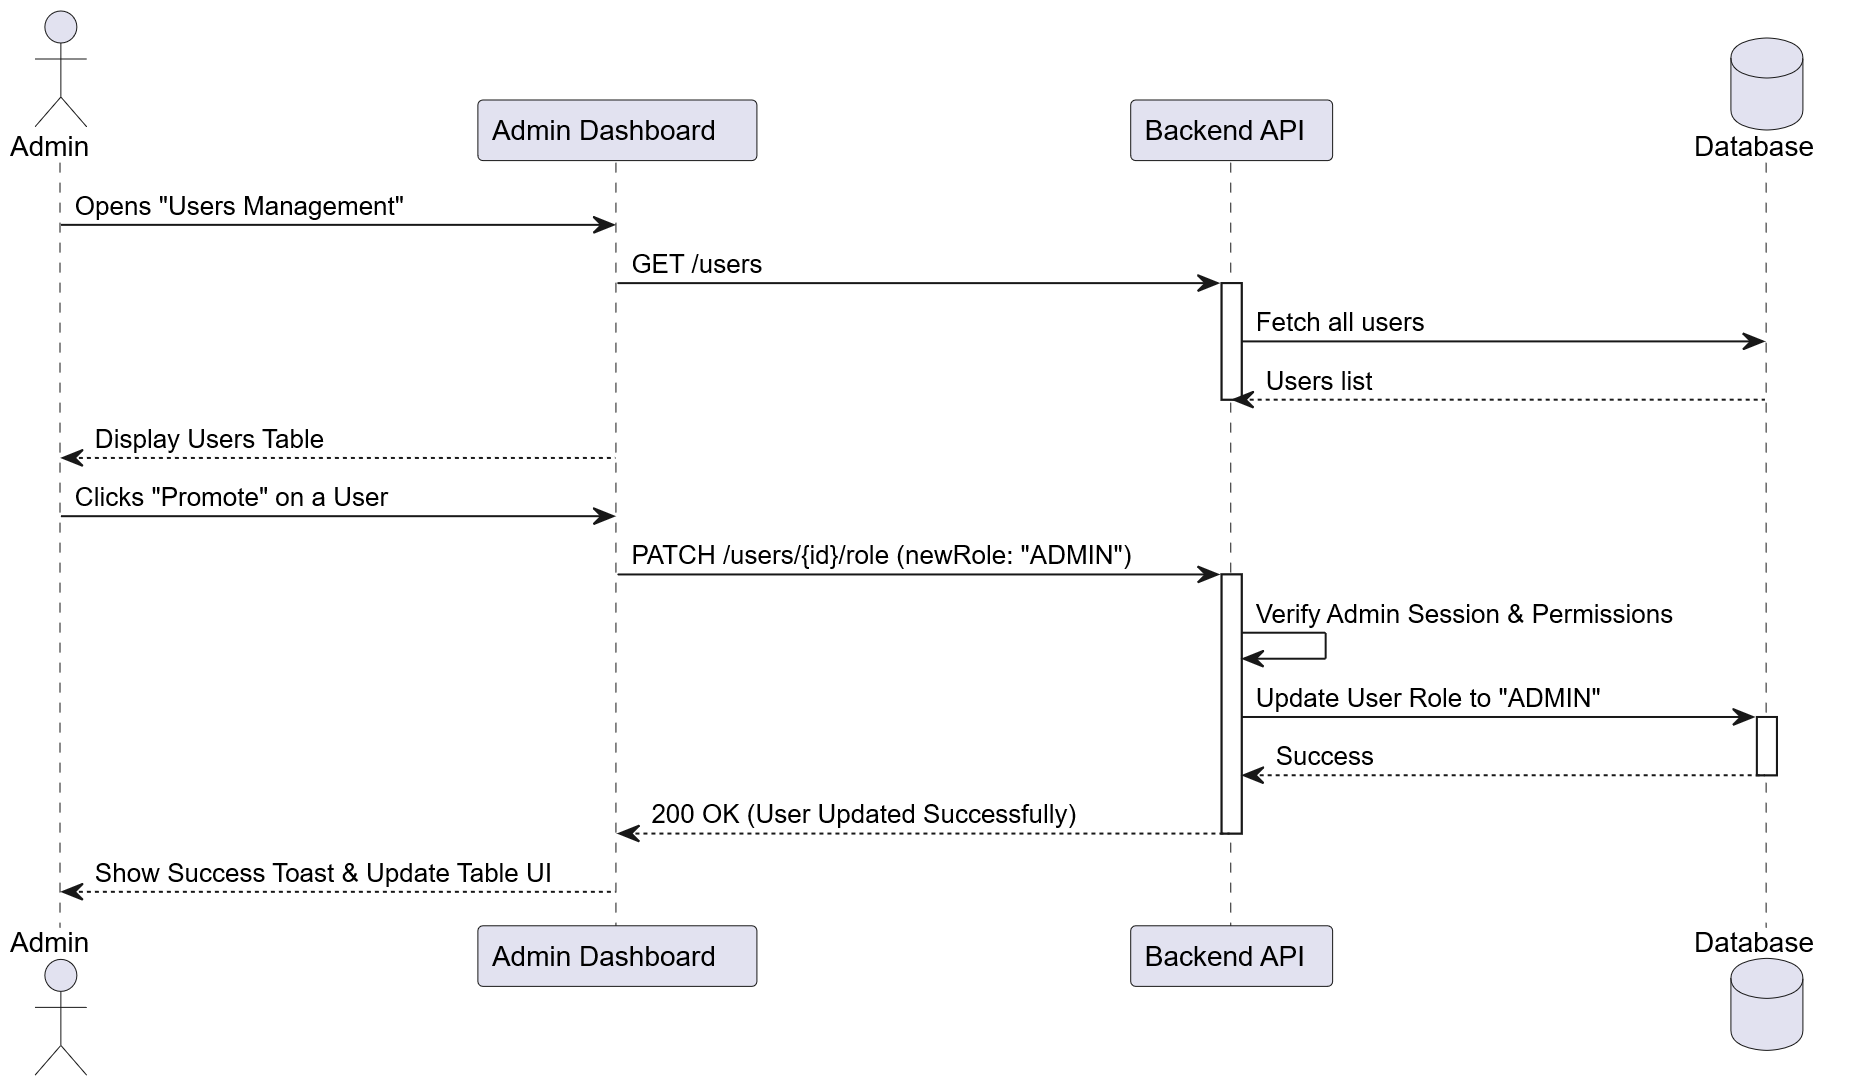 Admin
Admin Dashboard
Backend API
Database
Opens "Users Management"
GET /users
Fetch all users
Users list
Display Users Table
Clicks "Promote" on a User
PATCH /users/{id}/role (newRole: "ADMIN")
Verify Admin Session & Permissions
Update User Role to "ADMIN"
Success
200 OK (User Updated Successfully)
Show Success Toast & Update Table UI
Admin
Admin Dashboard
Backend API
Database